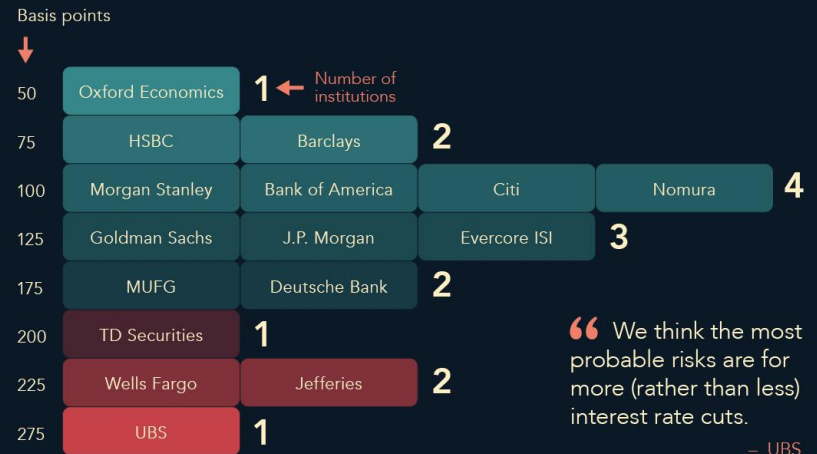 Basis points
50 Oxford Economics 1 Number of
institutions
75 HSBC Barclays 2
100 Morgan Stanley Bank of America Citi Nomura 4
125 Goldman Sachs J.P. Morgan Evercore ISI 3
175 MUFG Deutsche Bank 2
200 TD Securities 1
225 Wells Fargo Jefferies 2
275 UBS 1
“ We think the most
probable risks are for
more (rather than less)
interest rate cuts.
– UBS